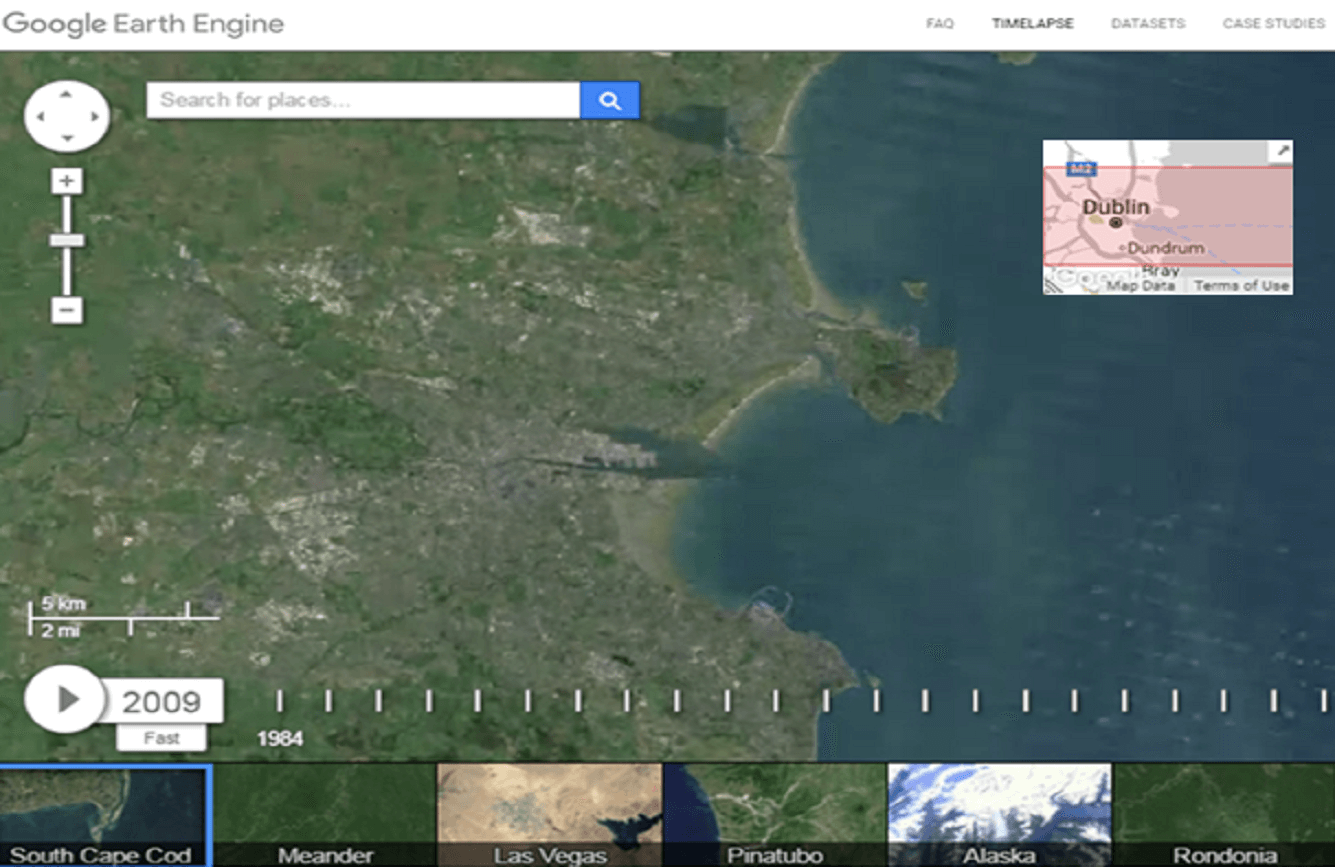 Google Earth Engine
FAQ TIMELAPSE DATASETS CASE STUDIES
Search for places...
M2
Dublin
Dundrum
Bray
Google
Map Data Terms of Use
5 km
2 mi
2009
Fast
1984
South Cape Cod Meander Las Vegas Pinatubo Alaska Rondonia